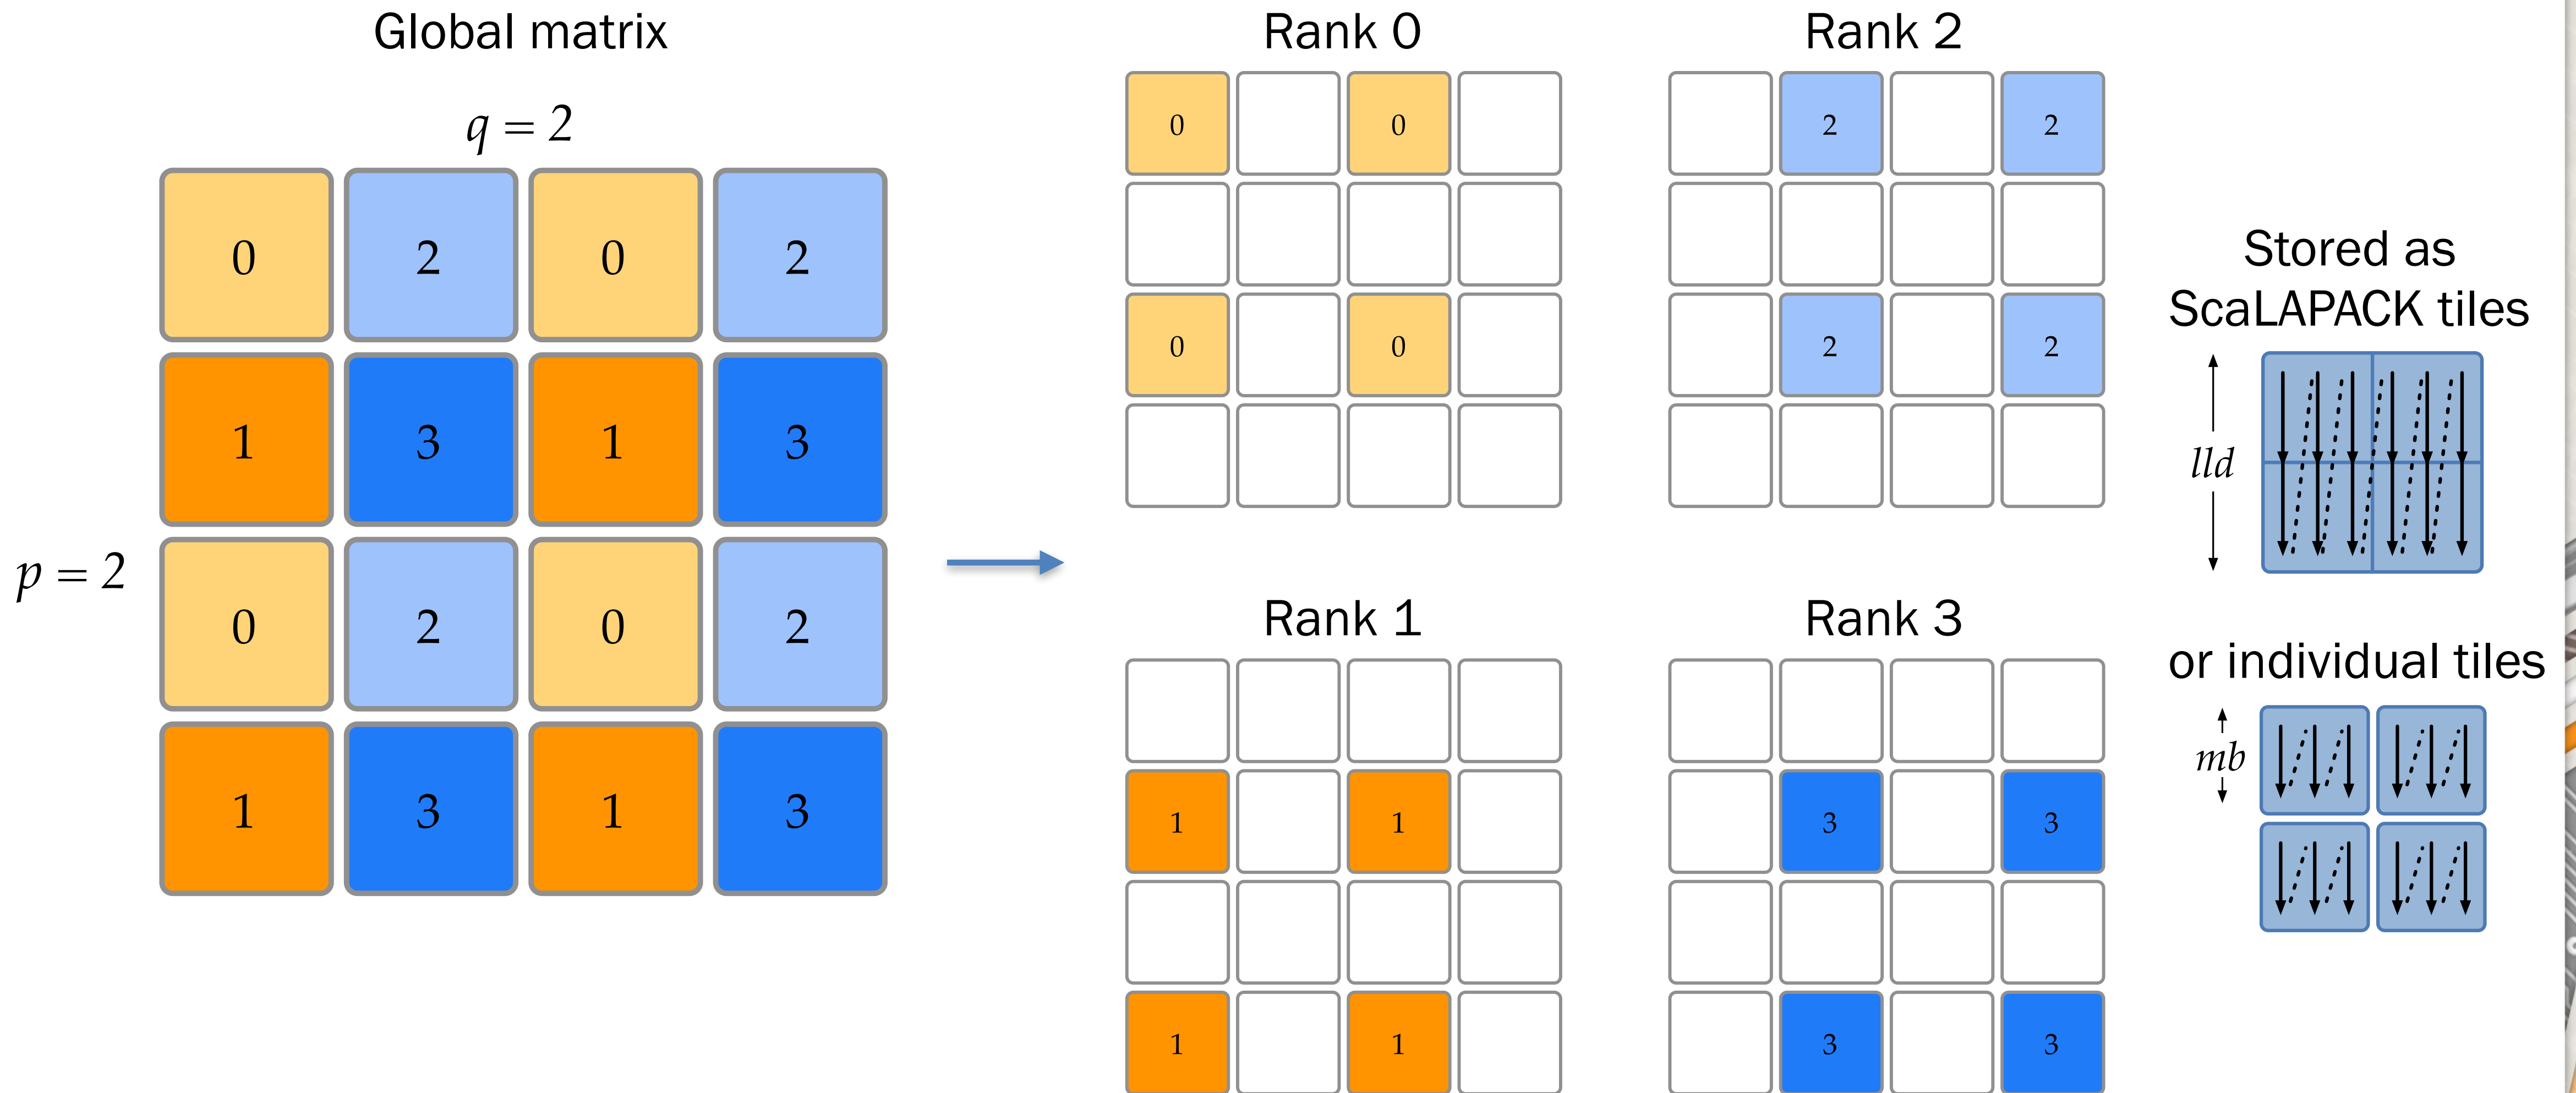 Global matrix
q = 2
0 2 0 2
1 3 1 3
p = 2
0 2 0 2
1 3 1 3
Rank 0
0 0
0 0
Rank 2
2 2
2 2
Rank 1
1 1
1 1
Rank 3
3 3
3 3
Stored as
ScaLAPACK tiles
lld
or individual tiles
mb